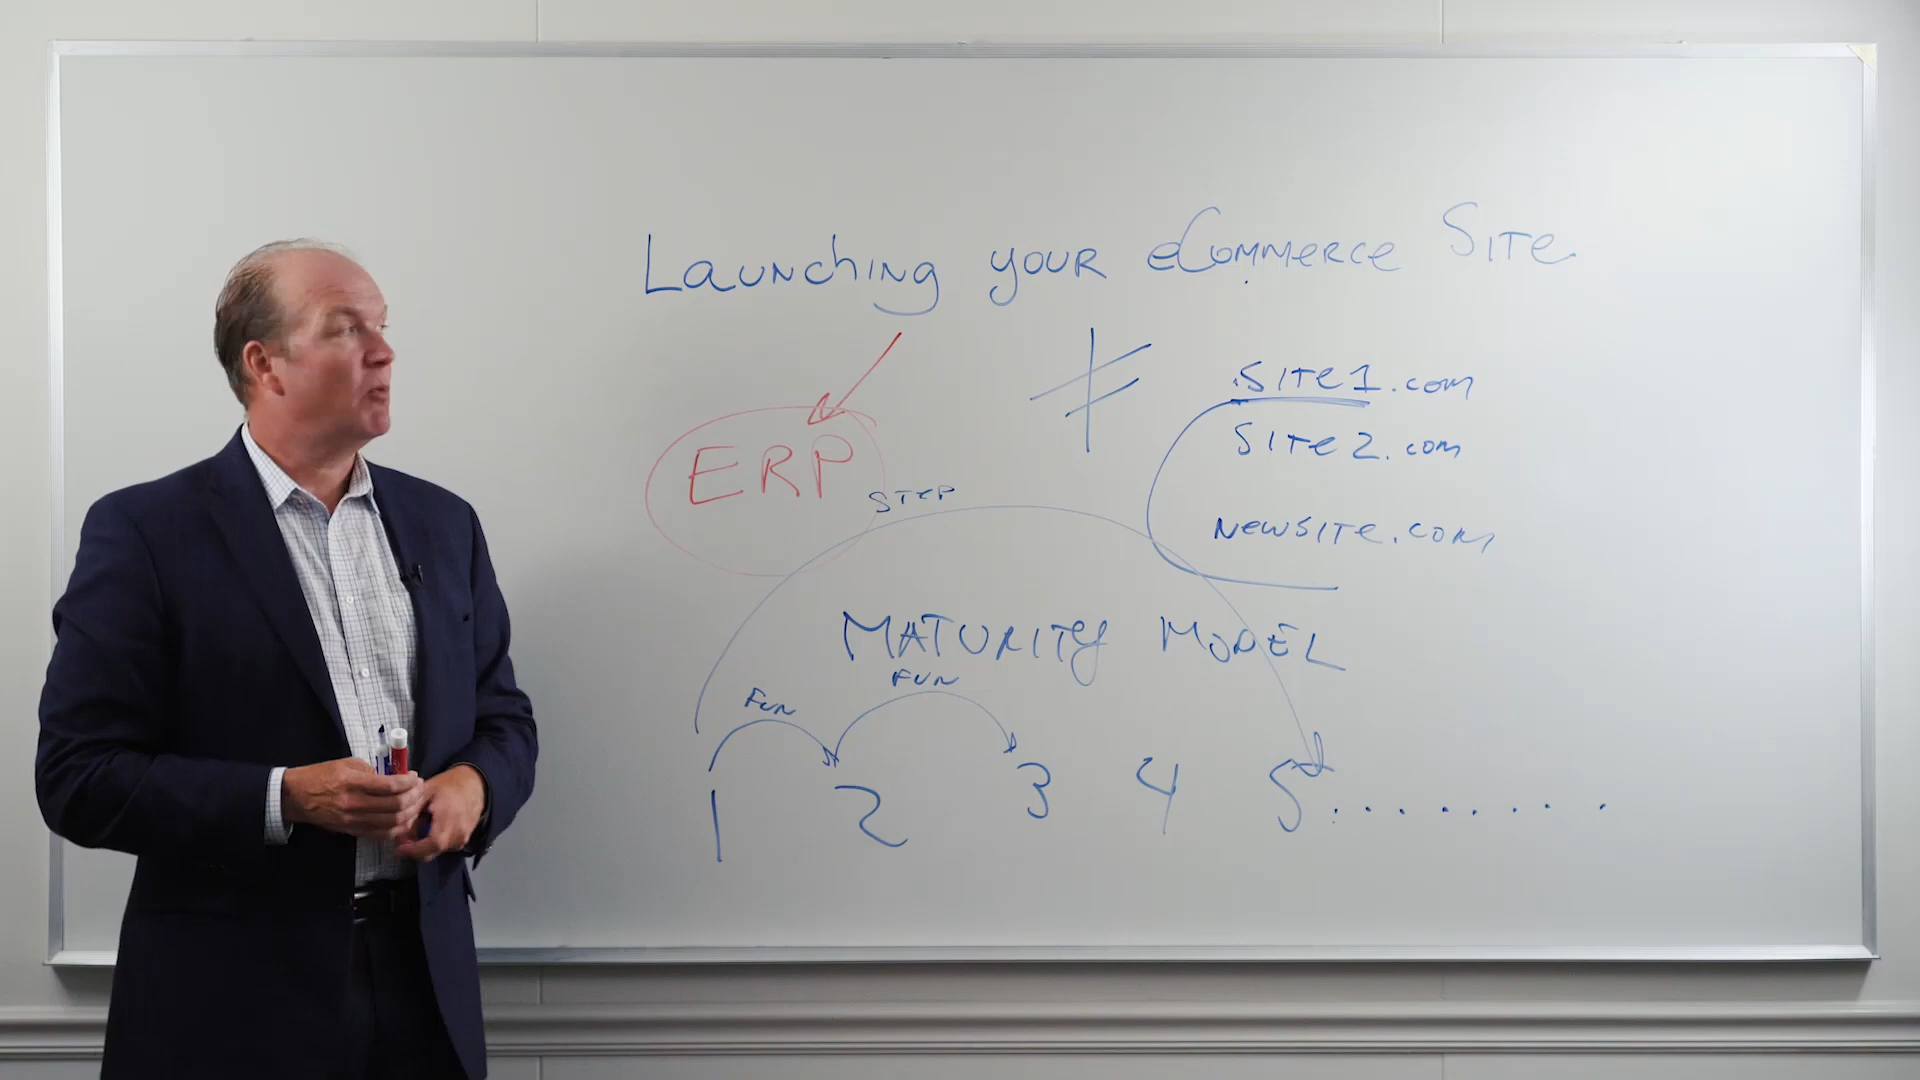 Launching your eCommerce Site
≠
.Site1.com
Site2.com
ERP
STEP
Newsite.com
MATURITY MODEL
FUN
FUN
1 2 3 4 5.........